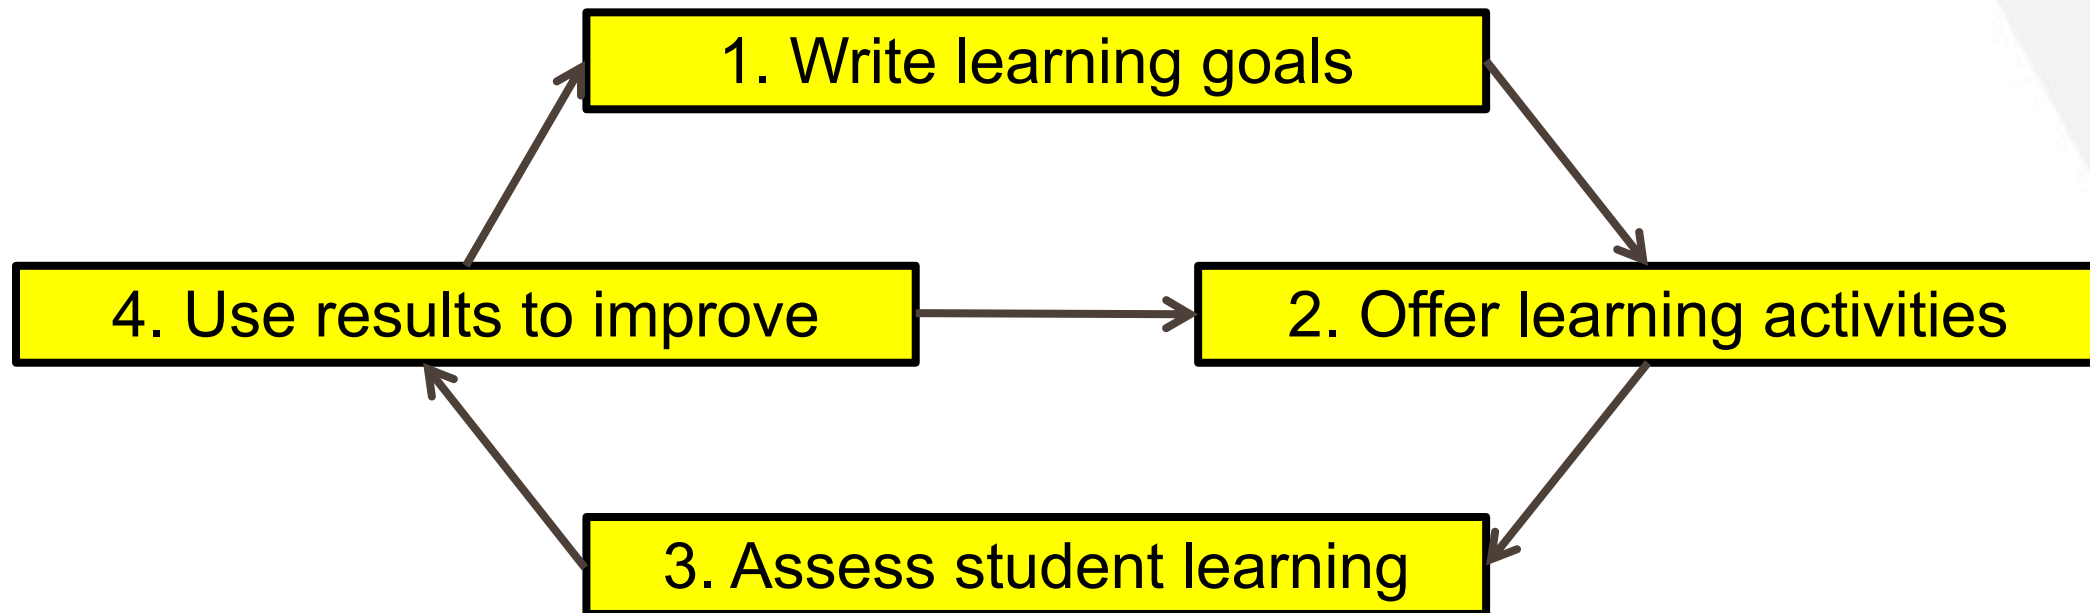 1. Write learning goals
4. Use results to improve
2. Offer learning activities
3. Assess student learning